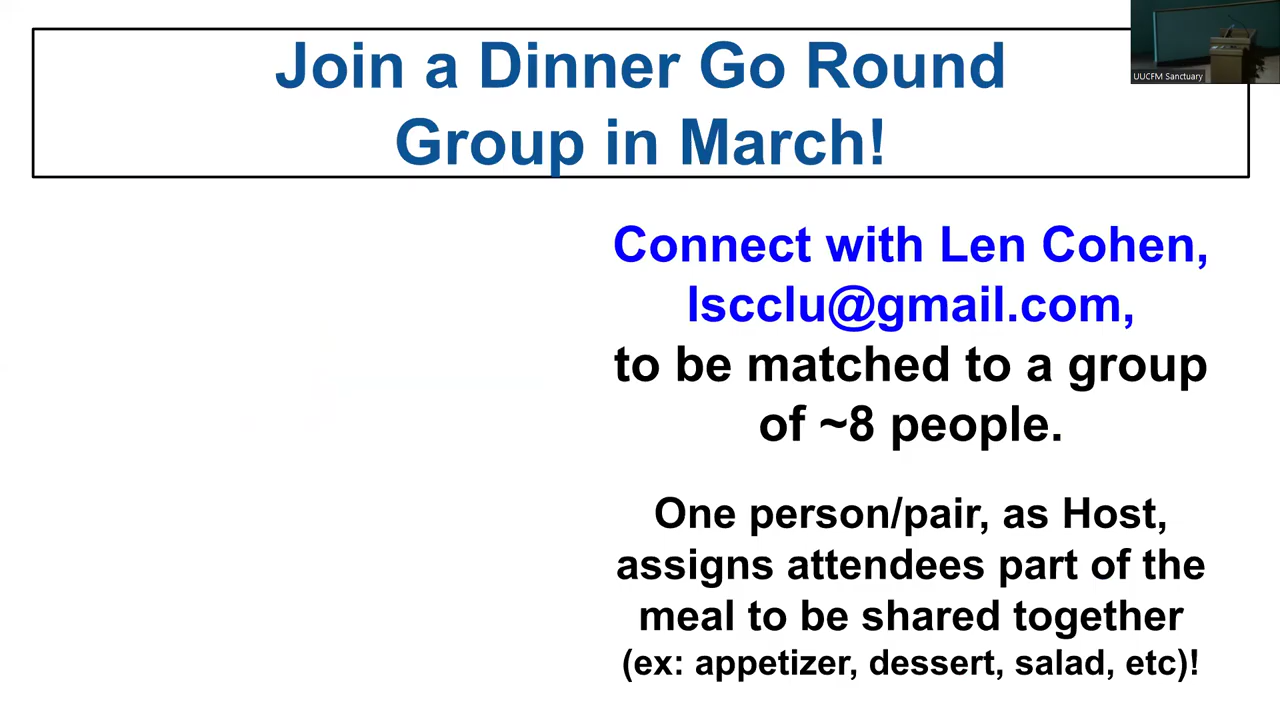 Join a Dinner Go Round
Group in March!
UUCFM Sanctuary
Connect with Len Cohen,
lscclu@gmail.com,
to be matched to a group
of ~8 people.
One person/pair, as Host,
assigns attendees part of the
meal to be shared together
(ex: appetizer, dessert, salad, etc)!